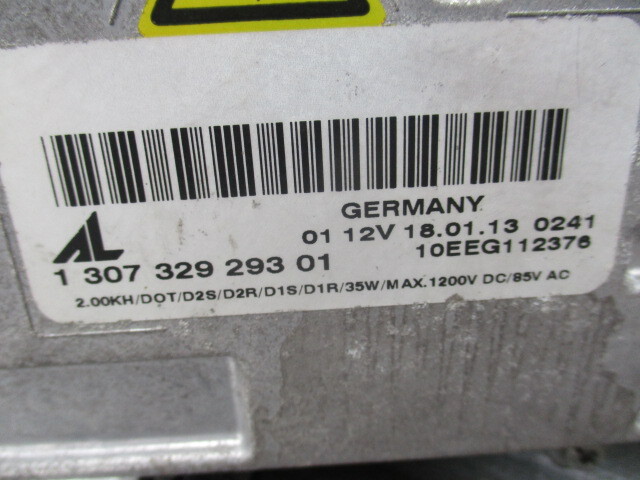 GERMANY
AL 01 12V 18.01.13 0241
1 307 329 293 01 10EEG112376
2.00KH/DOT/D2S/D2R/D1S/D1R/35W/MAX.1200V DC/85V AC